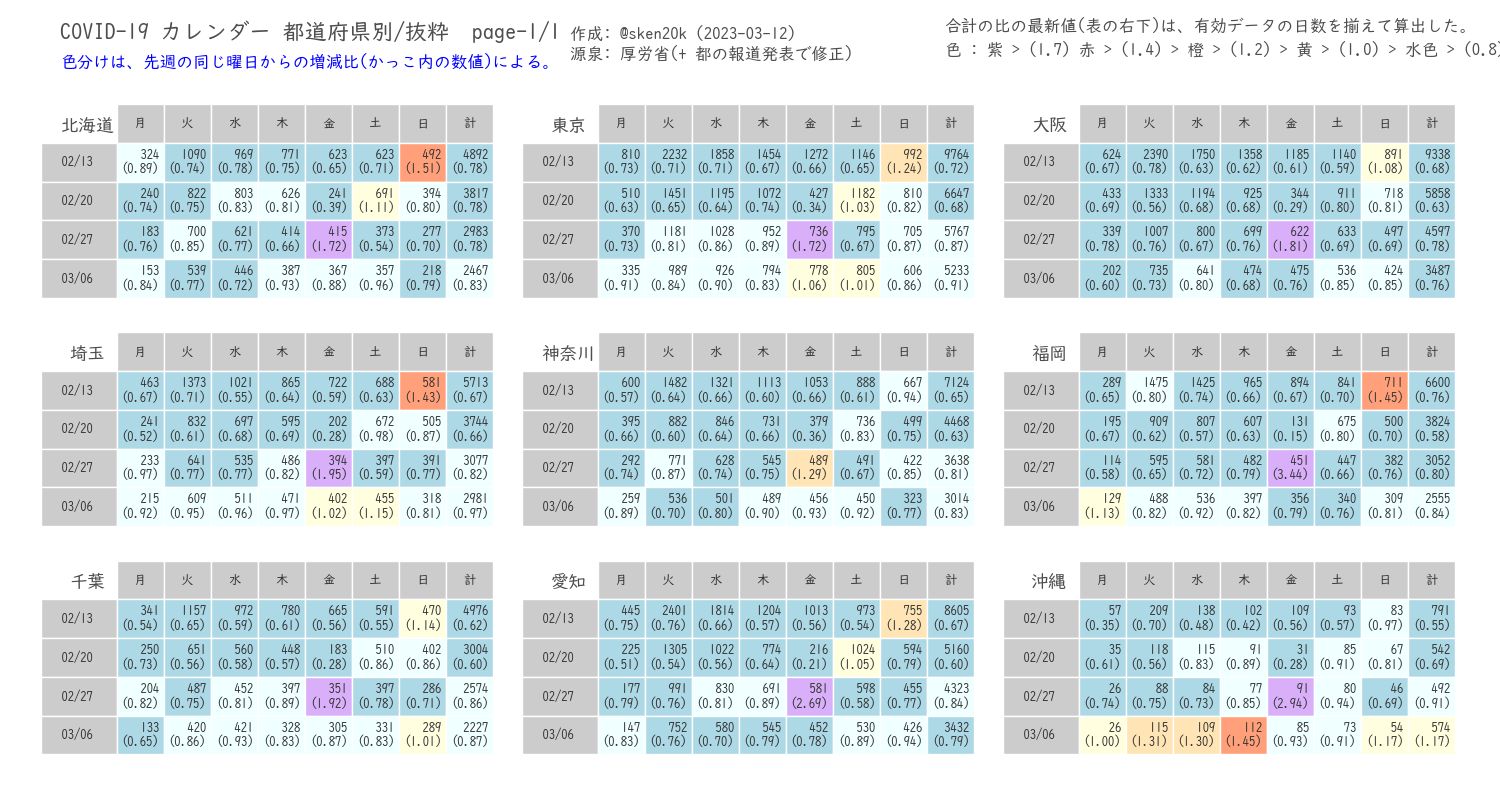 COVID-19 カレンダー 都道府県別/抜粋 page-1/1
作成: @sken20k (2023-03-12)
源泉: 厚労省(+ 都の報道発表で修正)
色分けは、先週の同じ曜日からの増減比(かっこ内の数値)による。
合計の比の最新値(表の右下)は、有効データの日数を揃えて算出した。
色 : 紫 > (1.7) 赤 > (1.4) > 橙 > (1.2) > 黄 > (1.0) > 水色 > (0.8)
北海道 月 火 水 木 金 土 日 計
02/13 324 1090 969 771 623 623 492 4892
(0.89) (0.74) (0.78) (0.75) (0.65) (0.71) (1.51) (0.78)
02/20 240 822 803 626 241 691 394 3817
(0.74) (0.75) (0.83) (0.81) (0.39) (1.11) (0.80) (0.78)
02/27 183 700 621 414 415 373 277 2983
(0.76) (0.85) (0.77) (0.66) (1.72) (0.54) (0.70) (0.78)
03/06 153 539 446 387 367 357 218 2467
(0.84) (0.77) (0.72) (0.93) (0.88) (0.96) (0.79) (0.83)
東京 月 火 水 木 金 土 日 計
02/13 810 2232 1858 1454 1272 1146 992 9764
(0.73) (0.71) (0.71) (0.67) (0.66) (0.65) (1.24) (0.72)
02/20 510 1451 1195 1072 427 1182 810 6647
(0.63) (0.65) (0.64) (0.74) (0.34) (1.03) (0.82) (0.68)
02/27 370 1181 1028 952 736 795 705 5767
(0.73) (0.81) (0.86) (0.89) (1.72) (0.67) (0.87) (0.87)
03/06 335 989 926 794 778 805 606 5233
(0.91) (0.84) (0.90) (0.83) (1.06) (1.01) (0.86) (0.91)
大阪 月 火 水 木 金 土 日 計
02/13 624 2390 1750 1358 1185 1140 891 9338
(0.67) (0.78) (0.63) (0.62) (0.61) (0.59) (1.08) (0.68)
02/20 433 1333 1194 925 344 911 718 5858
(0.69) (0.56) (0.68) (0.68) (0.29) (0.80) (0.81) (0.63)
02/27 339 1007 800 699 622 633 497 4597
(0.78) (0.76) (0.67) (0.76) (1.81) (0.69) (0.69) (0.78)
03/06 202 735 641 474 475 536 424 3487
(0.60) (0.73) (0.80) (0.68) (0.76) (0.85) (0.85) (0.76)
埼玉 月 火 水 木 金 土 日 計
02/13 463 1373 1021 865 722 688 581 5713
(0.67) (0.71) (0.55) (0.64) (0.59) (0.63) (1.43) (0.67)
02/20 241 832 697 595 202 672 505 3744
(0.52) (0.61) (0.68) (0.69) (0.28) (0.98) (0.87) (0.66)
02/27 233 641 535 486 394 397 391 3077
(0.97) (0.77) (0.77) (0.82) (1.95) (0.59) (0.77) (0.82)
03/06 215 609 511 471 402 455 318 2981
(0.92) (0.95) (0.96) (0.97) (1.02) (1.15) (0.81) (0.97)
神奈川 月 火 水 木 金 土 日 計
02/13 600 1482 1321 1113 1053 888 667 7124
(0.57) (0.64) (0.66) (0.60) (0.66) (0.61) (0.94) (0.65)
02/20 395 882 846 731 379 736 499 4468
(0.66) (0.60) (0.64) (0.66) (0.36) (0.83) (0.75) (0.63)
02/27 292 771 628 545 489 491 422 3638
(0.74) (0.87) (0.74) (0.75) (1.29) (0.67) (0.85) (0.81)
03/06 259 536 501 489 456 450 323 3014
(0.89) (0.70) (0.80) (0.90) (0.93) (0.92) (0.77) (0.83)
福岡 月 火 水 木 金 土 日 計
02/13 289 1475 1425 965 894 841 711 6600
(0.65) (0.80) (0.74) (0.66) (0.67) (0.70) (1.45) (0.76)
02/20 195 909 807 607 131 675 500 3824
(0.67) (0.62) (0.57) (0.63) (0.15) (0.80) (0.70) (0.58)
02/27 114 595 581 482 451 447 382 3052
(0.58) (0.65) (0.72) (0.79) (3.44) (0.66) (0.76) (0.80)
03/06 129 488 536 397 356 340 309 2555
(1.13) (0.82) (0.92) (0.82) (0.79) (0.76) (0.81) (0.84)
千葉 月 火 水 木 金 土 日 計
02/13 341 1157 972 780 665 591 470 4976
(0.54) (0.65) (0.59) (0.61) (0.56) (0.55) (1.14) (0.62)
02/20 250 651 560 448 183 510 402 3004
(0.73) (0.56) (0.58) (0.57) (0.28) (0.86) (0.86) (0.60)
02/27 204 487 452 397 351 397 286 2574
(0.82) (0.75) (0.81) (0.89) (1.92) (0.78) (0.71) (0.86)
03/06 133 420 421 328 305 331 289 2227
(0.65) (0.86) (0.93) (0.83) (0.87) (0.83) (1.01) (0.87)
愛知 月 火 水 木 金 土 日 計
02/13 445 2401 1814 1204 1013 973 755 8605
(0.75) (0.76) (0.66) (0.57) (0.56) (0.54) (1.28) (0.67)
02/20 225 1305 1022 774 216 1024 594 5160
(0.51) (0.54) (0.56) (0.64) (0.21) (1.05) (0.79) (0.60)
02/27 177 991 830 691 581 598 455 4323
(0.79) (0.76) (0.81) (0.89) (2.69) (0.58) (0.77) (0.84)
03/06 147 752 580 545 452 530 426 3432
(0.83) (0.76) (0.70) (0.79) (0.78) (0.89) (0.94) (0.79)
沖縄 月 火 水 木 金 土 日 計
02/13 57 209 138 102 109 93 83 791
(0.35) (0.70) (0.48) (0.42) (0.56) (0.57) (0.97) (0.55)
02/20 35 118 115 91 31 85 67 542
(0.61) (0.56) (0.83) (0.89) (0.28) (0.91) (0.81) (0.69)
02/27 26 88 84 77 91 80 46 492
(0.74) (0.75) (0.73) (0.85) (2.94) (0.94) (0.69) (0.91)
03/06 26 115 109 112 85 73 54 574
(1.00) (1.31) (1.30) (1.45) (0.93) (0.91) (1.17) (1.17)